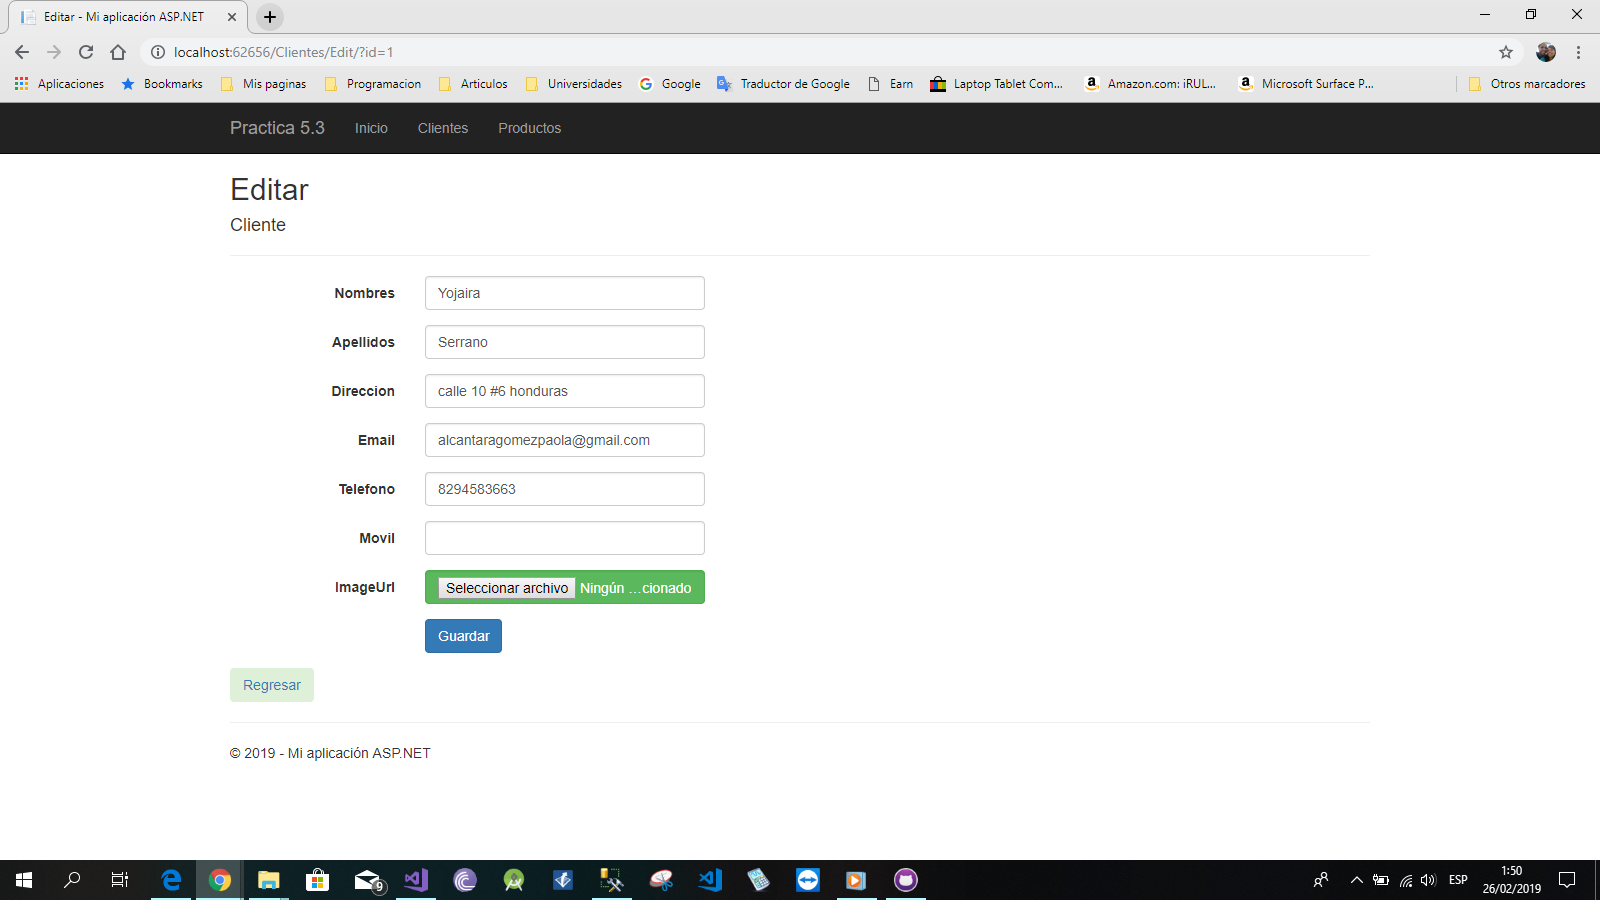 Editar - Mi aplicación ASP.NET
localhost:62656/Clientes/Edit/?id=1
Aplicaciones Bookmarks Mis paginas Programacion Articulos Universidades Google Traductor de Google Earn Laptop Tablet Com... Amazon.com: iRUL... Microsoft Surface P... Otros marcadores
Practica 5.3 Inicio Clientes Productos
Editar
Cliente
Nombres Yojaira
Apellidos Serrano
Direccion calle 10 #6 honduras
Email alcantaragomezpaola@gmail.com
Telefono 8294583663
Movil
ImageUrl Seleccionar archivo Ningún ...cionado
Guardar
Regresar
© 2019 - Mi aplicación ASP.NET
9 ESP 1:50
26/02/2019